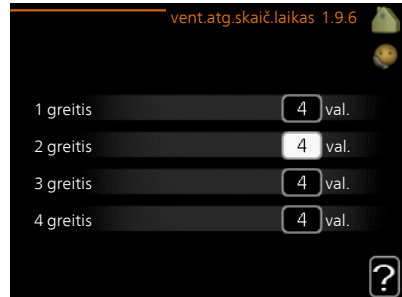 vent.atg.skaič.laikas 1.9.6
1 greitis 4 val.
2 greitis 4 val.
3 greitis 4 val.
4 greitis 4 val.
?